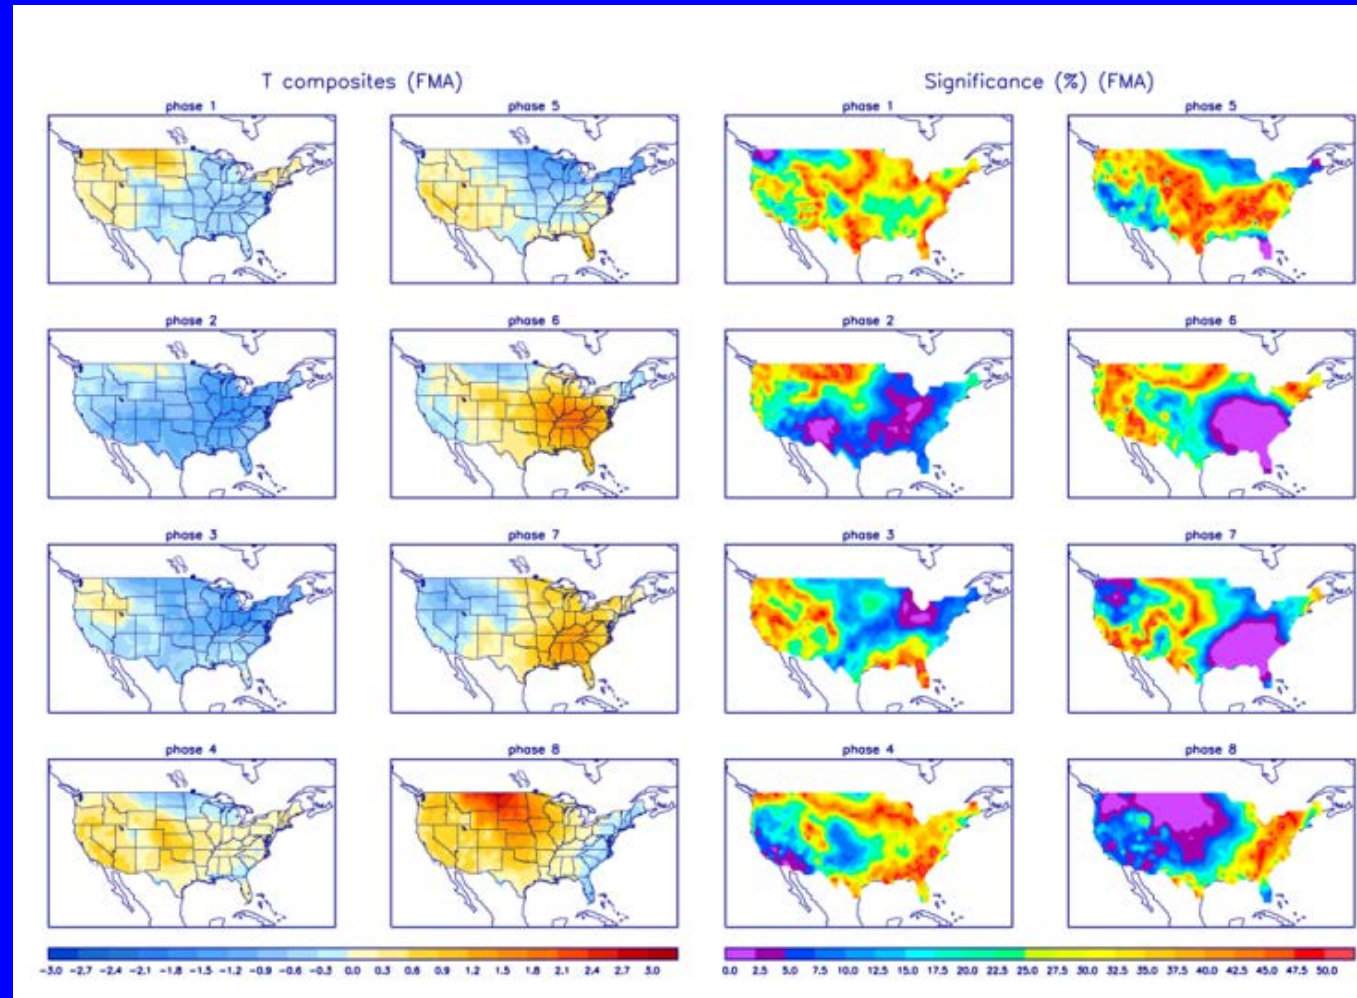 T composites (FMA)
Significance (%) (FMA)
phase 1
phase 5
phase 1
phase 5
phase 2
phase 6
phase 2
phase 6
phase 3
phase 7
phase 3
phase 7
phase 4
phase 8
phase 4
phase 8
-3.0 -2.7 -2.4 -2.1 -1.8 -1.5 -1.2 -0.9 -0.6 -0.3 0.0 0.3 0.6 0.9 1.2 1.5 1.8 2.1 2.4 2.7 3.0
0.0 2.5 5.0 7.5 10.0 12.5 15.0 17.5 20.0 22.5 25.0 27.5 30.0 32.5 35.0 37.5 40.0 42.5 45.0 47.5 50.0